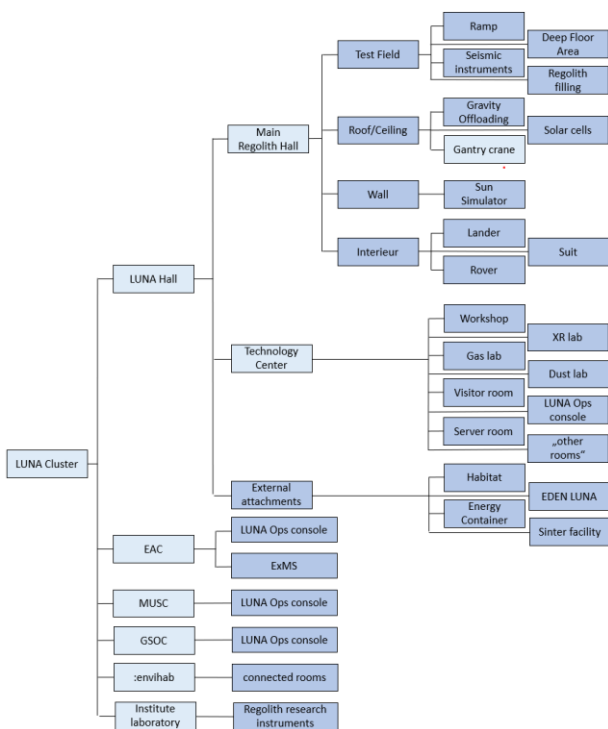 Ramp
Deep Floor
Area
Test Field
Seismic
instruments
Regolith
filling
Gravity
Offloading
Main
Regolith Hall
Roof/Ceiling
Solar cells
Gantry crane
Wall
Sun
Simulator
Lander
Interieur
Suit
Rover
LUNA Hall
Workshop
XR lab
Technology
Center
Gas lab
Dust lab
Visitor room
LUNA Ops
console
Server room
„other
rooms“
LUNA Cluster
Habitat
External
attachments
EDEN LUNA
Energy
Container
Sinter facility
LUNA Ops console
EAC
ExMS
MUSC
LUNA Ops console
GSOC
LUNA Ops console
:envihab
connected rooms
Institute
laboratory
Regolith research
instruments